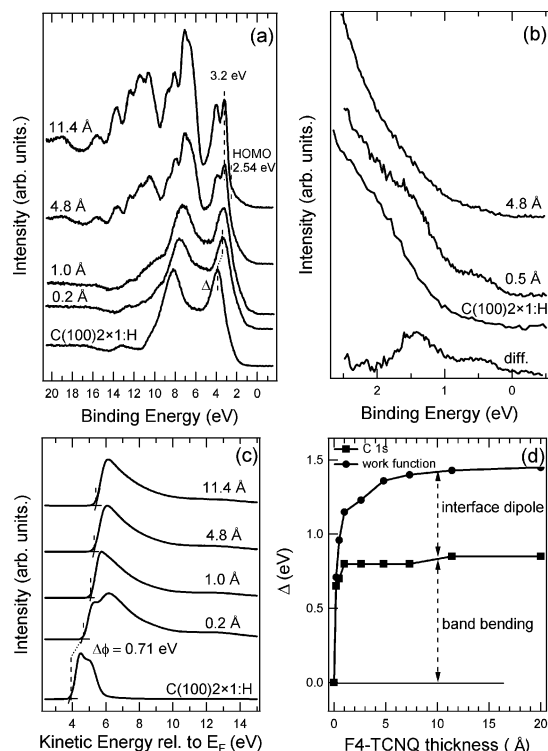 (a)
3.2 eV
11.4 Å
HOMO
2.54 eV
4.8 Å
1.0 Å
0.2 Å
Δ
C(100)2×1:H
20 18 16 14 12 10 8 6 4 2 0
Binding Energy (eV)
Intensity (arb. units.)
(b)
4.8 Å
0.5 Å
C(100)2×1:H
diff.
2 1 0
Binding Energy (eV)
Intensity (arb. units.)
(c)
11.4 Å
4.8 Å
1.0 Å
0.2 Å
Δϕ = 0.71 eV
C(100)2×1:H
4 6 8 10 12 14
Kinetic Energy rel. to EF (eV)
Intensity (arb. units.)
(d)
C 1s
work function
1.5
interface dipole
1.0
0.5
band bending
0.0
0 5 10 15 20
F4-TCNQ thickness ( Å)
Δ (eV)